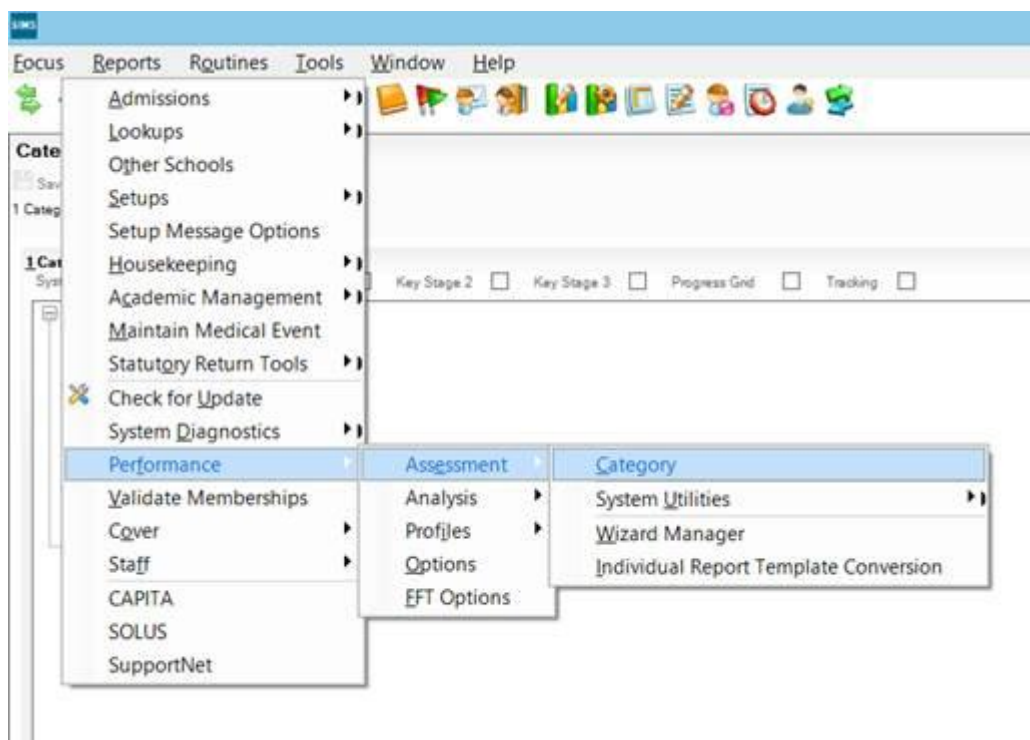 SIMS
Focus Reports Routines Tools Window Help
Admissions
Lookups
Other Schools
Setups
Setup Message Options
Housekeeping
Academic Management
Maintain Medical Event
Statutory Return Tools
Check for Update
System Diagnostics
Performance
Validate Memberships
Cover
Staff
CAPITA
SOLUS
SupportNet
Cate
Sav
1 Categ
1 Cat
Syst
Key Stage 2 Key Stage 3 Progress Grid Tracking
Assessment
Analysis
Profiles
Options
FFT Options
Category
System Utilities
Wizard Manager
Individual Report Template Conversion